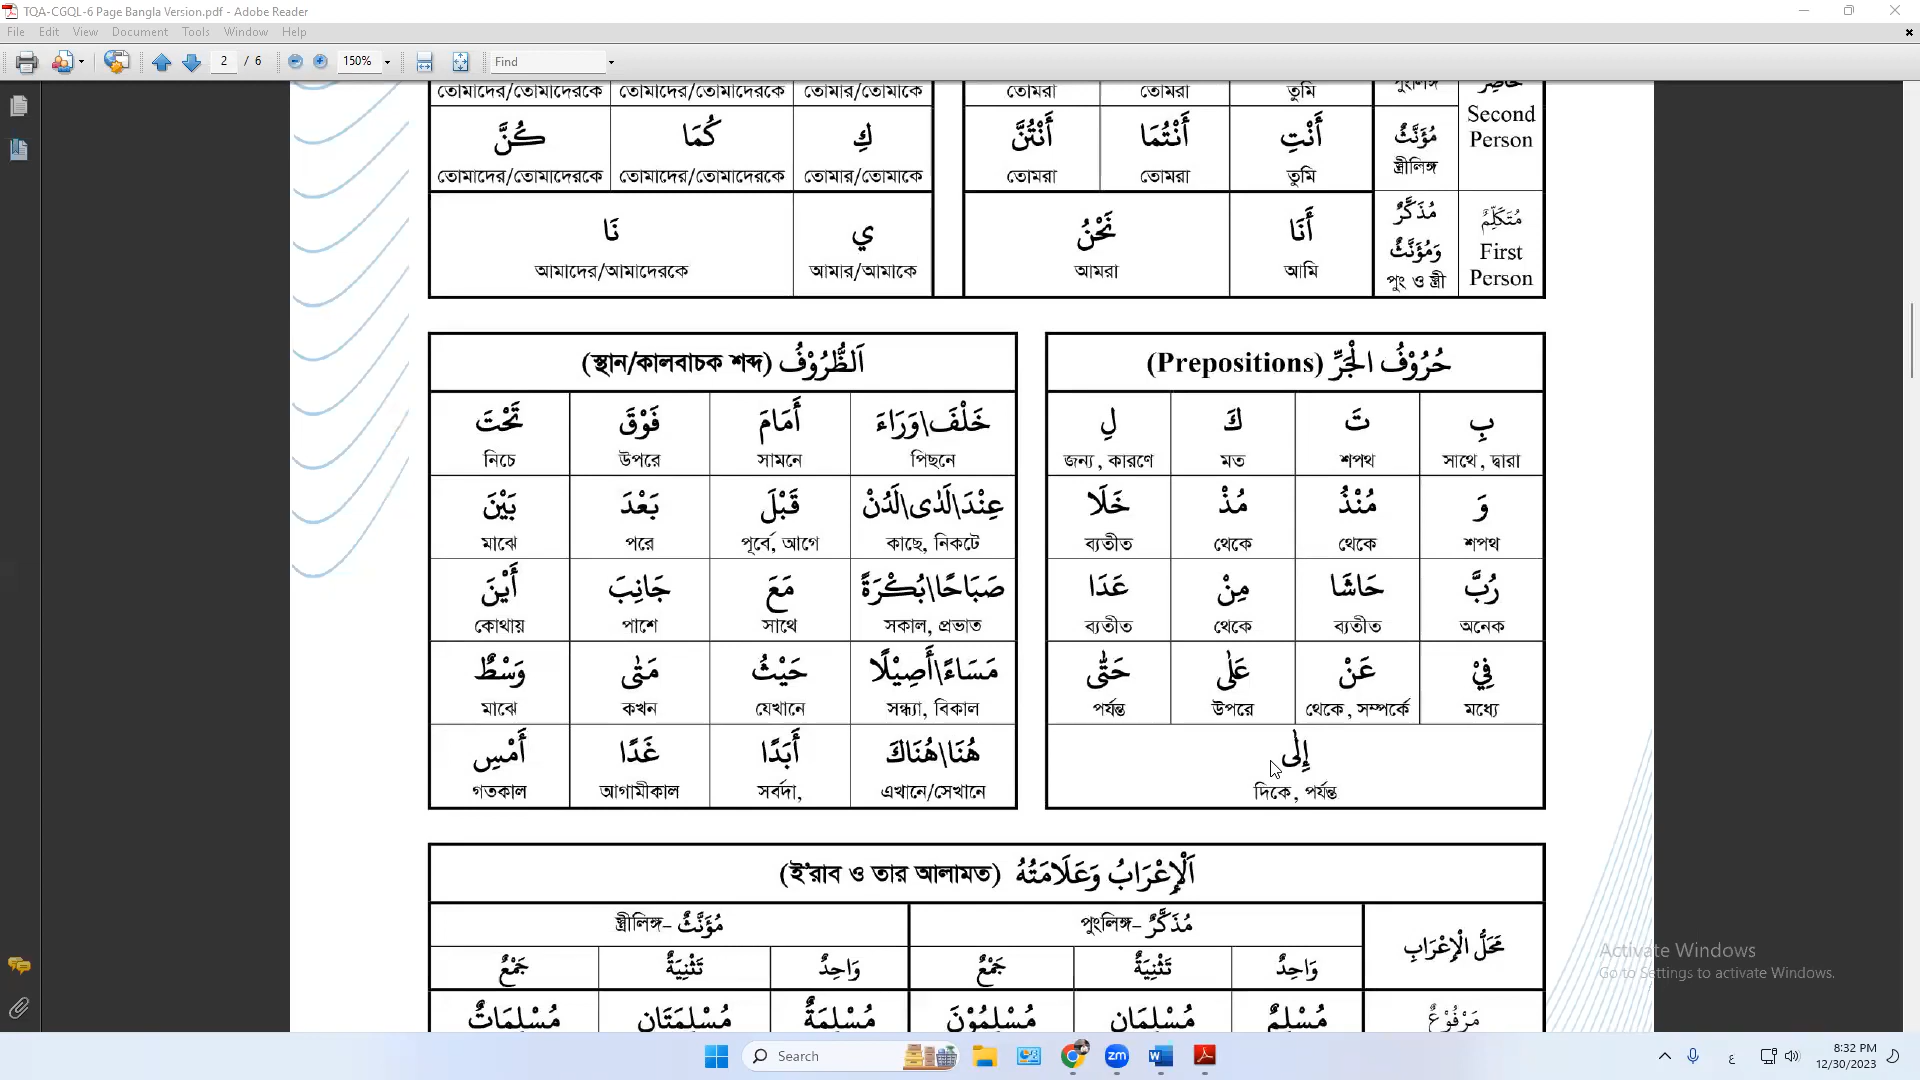 TQA-CGQL-6 Page Bangla Version.pdf - Adobe Reader
File Edit View Document Tools Window Help
2 / 6 150% Find
তোমাদের/তোমাদেরকে তোমাদের/তোমাদেরকে তোমার/তোমাকে তোমরা তোমরা তুমি পুংলিঙ্গ حَاضِر
Second Person
كُنَّ كُمَا كِ أَنْتُنَّ أَنْتُمَا أَنْتِ مُؤَنَّثٌ
তোমাদের/তোমাদেরকে তোমাদের/তোমাদেরকে তোমার/তোমাকে তোমরা তোমরা তুমি স্ত্রীলিঙ্গ
نَا ي نَحْنُ أَنَا مُذَكَّرٌ وَمُؤَنَّثٌ مُتَكَلِّمٌ
আমাদের/আমাদেরকে আমার/আমাকে আমরা আমি পুং ও স্ত্রী First Person
اَلظُّرُوْفُ (স্থান/কালবাচক শব্দ)
تَحْتَ فَوْقَ أَمَامَ خَلْفَ\وَرَاءَ
নিচে উপরে সামনে পিছনে
بَيْنَ بَعْدَ قَبْلَ عِنْدَ\لَدٰى\لَدُنْ
মাঝে পরে পূর্বে, আগে কাছে, নিকটে
أَيْنَ جَانِبَ مَعَ صَبَاحًا\بُكْرَةً
কোথায় পাশে সাথে সকাল, প্রভাত
وَسْطٌ مَتٰى حَيْثُ مَسَاءً\أَصِيْلًا
মাঝে কখন যেখানে সন্ধ্যা, বিকাল
أَمْسِ غَدًا أَبَدًا هُنَا\هُنَاكَ
গতকাল আগামীকাল সর্বদা, এখানে/সেখানে
حُرُوْفُ الْجَرِّ (Prepositions)
لِ كَ تَ بِ
জন্য, কারণে মত শপথ সাথে, দ্বারা
خَلَا مُذْ مُنْذُ وَ
ব্যতীত থেকে থেকে শপথ
عَدَا مِنْ حَاشَا رُبَّ
ব্যতীত থেকে ব্যতীত অনেক
حَتّٰى عَلٰى عَنْ فِيْ
পর্যন্ত উপরে থেকে, সম্পর্কে মধ্যে
إِلٰى
দিকে, পর্যন্ত
اَلْإِعْرَابُ وَعَلَامَتُهُ (ই'রাব ও তার আলামত)
স্ত্রীলিঙ্গ- مُؤَنَّثٌ পুংলিঙ্গ- مُذَكَّرٌ مَحَلُّ الْإِعْرَابِ
جَمْعٌ تَثْنِيَةٌ وَاحِدٌ جَمْعٌ تَثْنِيَةٌ وَاحِدٌ
مُسْلِمَاتٌ مُسْلِمَتَانِ مُسْلِمَةٌ مُسْلِمُوْنَ مُسْلِمَانِ مُسْلِمٌ مَرْفُوْعٌ
Activate Windows
Go to Settings to activate Windows.
Search
8:32 PM
12/30/2023